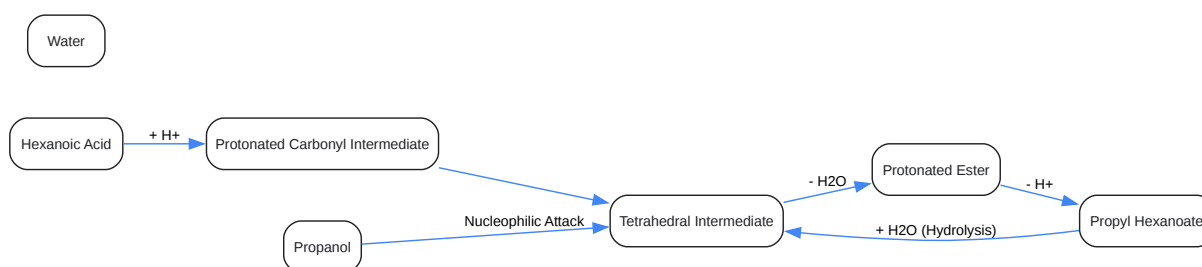 Water
Hexanoic Acid
+ H+
Protonated Carbonyl Intermediate
Propanol
Nucleophilic Attack
Tetrahedral Intermediate
- H2O
Protonated Ester
- H+
+ H2O (Hydrolysis)
Propyl Hexanoate